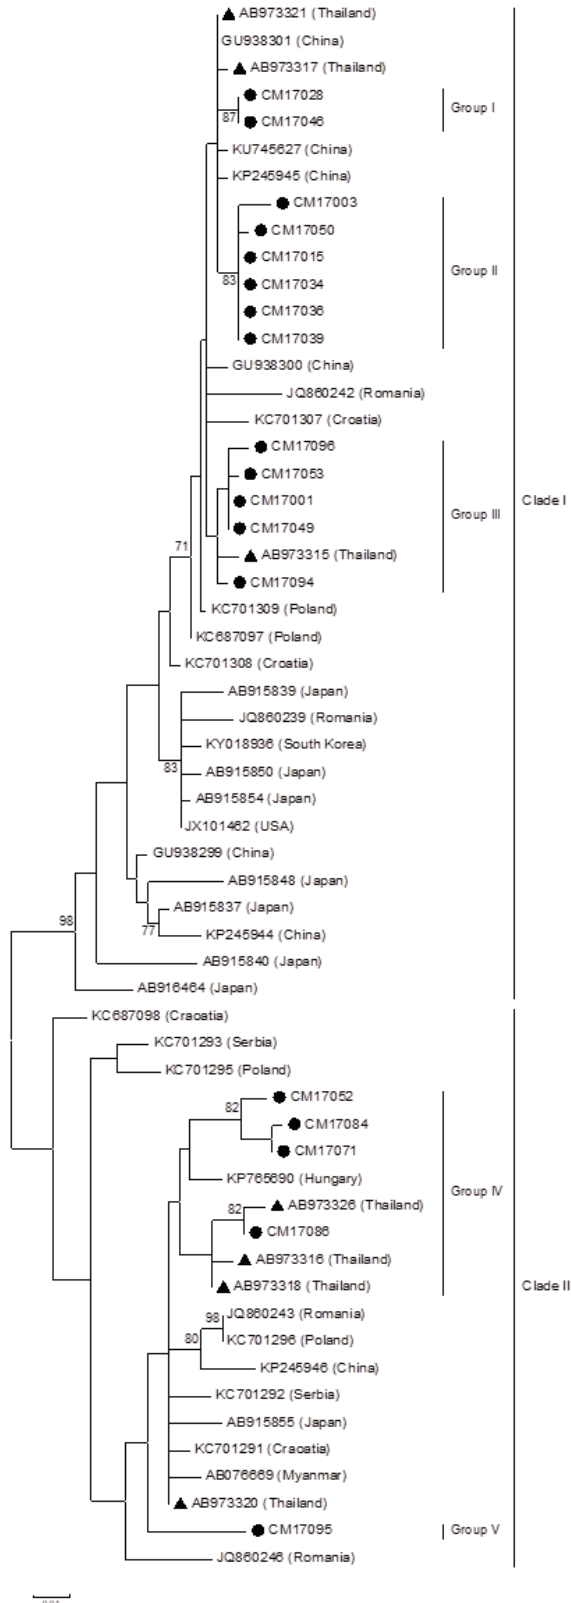 AB973321 (Thailand)
GU938301 (China)
AB973317 (Thailand)
CM17028
Group I
87
CM17046
KU745627 (China)
KP245945 (China)
CM17003
CM17050
CM17015
Group II
83
CM17034
CM17036
CM17039
GU938300 (China)
JQ860242 (Romania)
KC701307 (Croatia)
CM17096
CM17053
CM17001
Clade I
Group III
CM17049
71
AB973315 (Thailand)
CM17094
KC701309 (Poland)
KC687097 (Poland)
KC701308 (Croatia)
AB915839 (Japan)
JQ860239 (Romania)
KY018936 (South Korea)
83
AB915850 (Japan)
AB915854 (Japan)
JX101462 (USA)
GU938299 (China)
AB915848 (Japan)
AB915837 (Japan)
98
77
KP245944 (China)
AB915840 (Japan)
AB916464 (Japan)
KC687098 (Craoatia)
KC701293 (Serbia)
KC701295 (Poland)
CM17052
82
CM17084
CM17071
KP765690 (Hungary)
Group IV
AB973326 (Thailand)
82
CM17086
AB973316 (Thailand)
AB973318 (Thailand)
Clade II
JQ860243 (Romania)
98
KC701296 (Poland)
80
KP245946 (China)
KC701292 (Serbia)
AB915855 (Japan)
KC701291 (Craoatia)
AB076669 (Myanmar)
AB973320 (Thailand)
CM17095
Group V
JQ860246 (Romania)